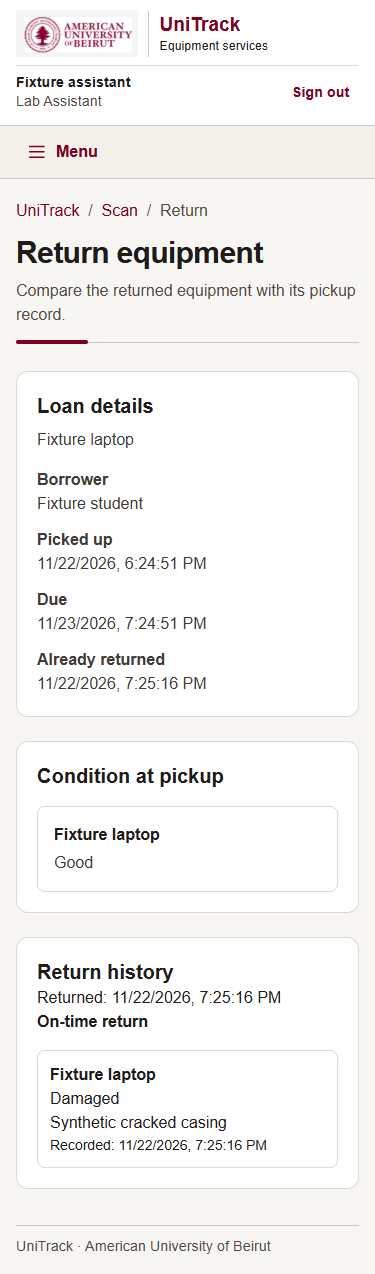 AMERICAN
UNIVERSITY
OF BEIRUT
UniTrack
Equipment services
Fixture assistant
Lab Assistant
Sign out
Menu
UniTrack / Scan / Return
Return equipment
Compare the returned equipment with its pickup
record.
Loan details
Fixture laptop
Borrower
Fixture student
Picked up
11/22/2026, 6:24:51 PM
Due
11/23/2026, 7:24:51 PM
Already returned
11/22/2026, 7:25:16 PM
Condition at pickup
Fixture laptop
Good
Return history
Returned: 11/22/2026, 7:25:16 PM
On-time return
Fixture laptop
Damaged
Synthetic cracked casing
Recorded: 11/22/2026, 7:25:16 PM
UniTrack · American University of Beirut